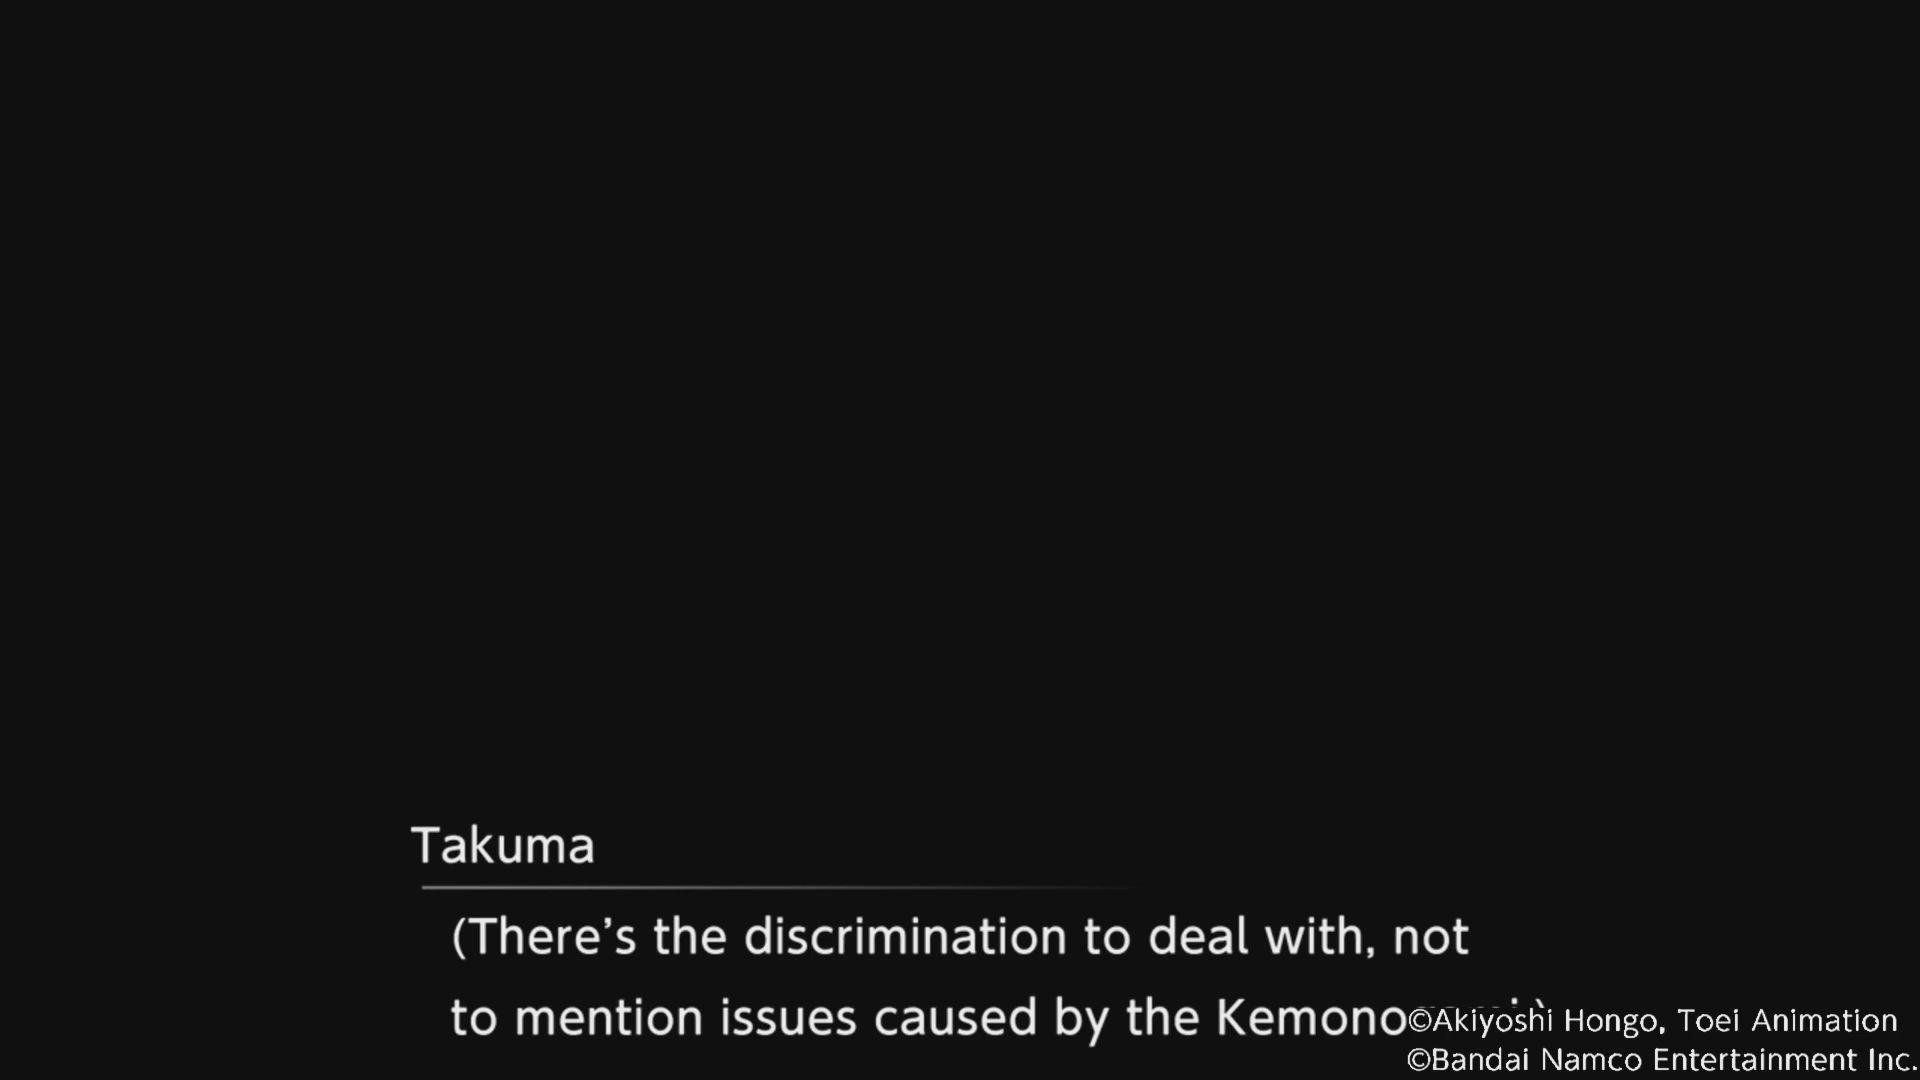 Takuma
(There’s the discrimination to deal with, not
to mention issues caused by the
©Akiyoshi Hongo, Toei Animation
©Bandai Namco Entertainment Inc.